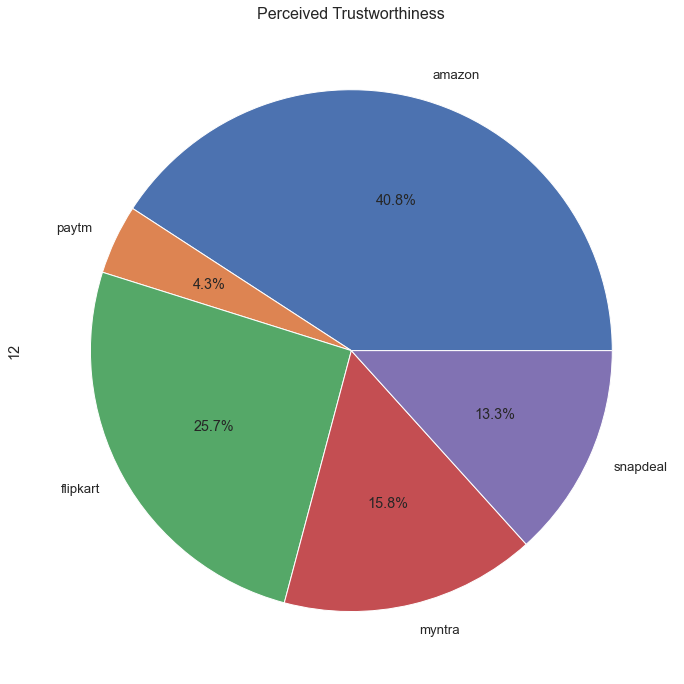 Perceived Trustworthiness
amazon
40.8%
paytm
4.3%
12
25.7%
13.3%
snapdeal
flipkart
15.8%
myntra